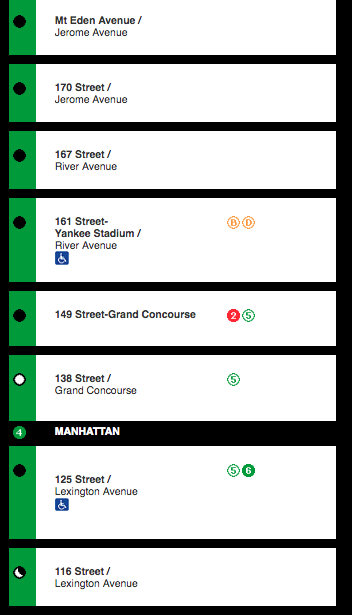 Mt Eden Avenue /
Jerome Avenue
170 Street /
Jerome Avenue
167 Street /
River Avenue
161 Street- B D
Yankee Stadium /
River Avenue
149 Street-Grand Concourse 2 5
138 Street / 5
Grand Concourse
4 MANHATTAN
5 6
125 Street /
Lexington Avenue
116 Street /
Lexington Avenue